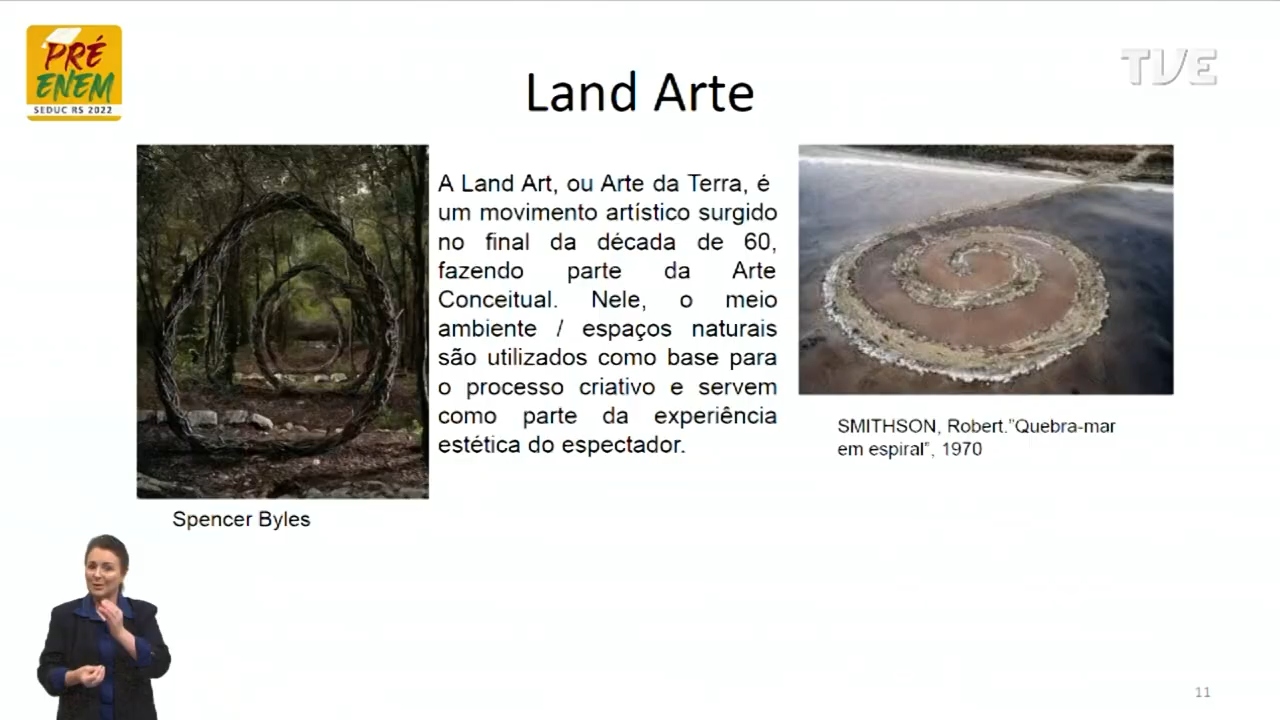 PRÉ
ENEM
SEDUC RS 2022
TVE
Land Arte
A Land Art, ou Arte da Terra, é
um movimento artístico surgido
no final da década de 60,
fazendo parte da Arte
Conceitual. Nele, o meio
ambiente / espaços naturais
são utilizados como base para
o processo criativo e servem
como parte da experiência
estética do espectador.
SMITHSON, Robert."Quebra-mar
em espiral", 1970
Spencer Byles
11